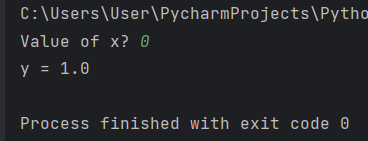 C:\Users\User\PycharmProjects\Pytho
Value of x? 0
y = 1.0
Process finished with exit code 0